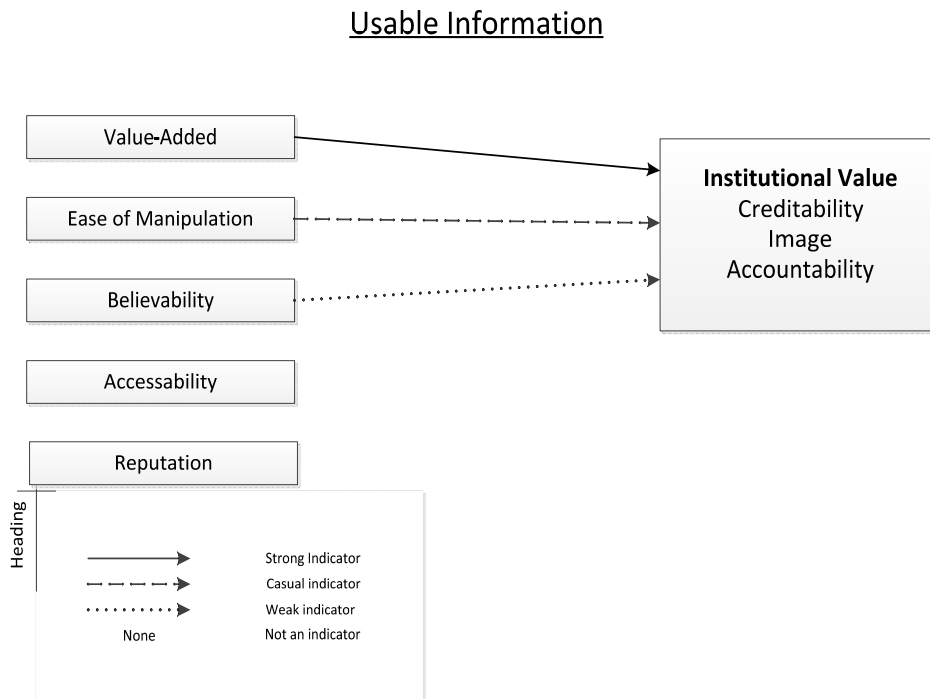 Usable Information
Value-Added
Ease of Manipulation
Believability
Accessability
Reputation
Institutional Value
Creditability
Image
Accountability
Heading
Strong Indicator
Casual indicator
Weak indicator
None Not an indicator